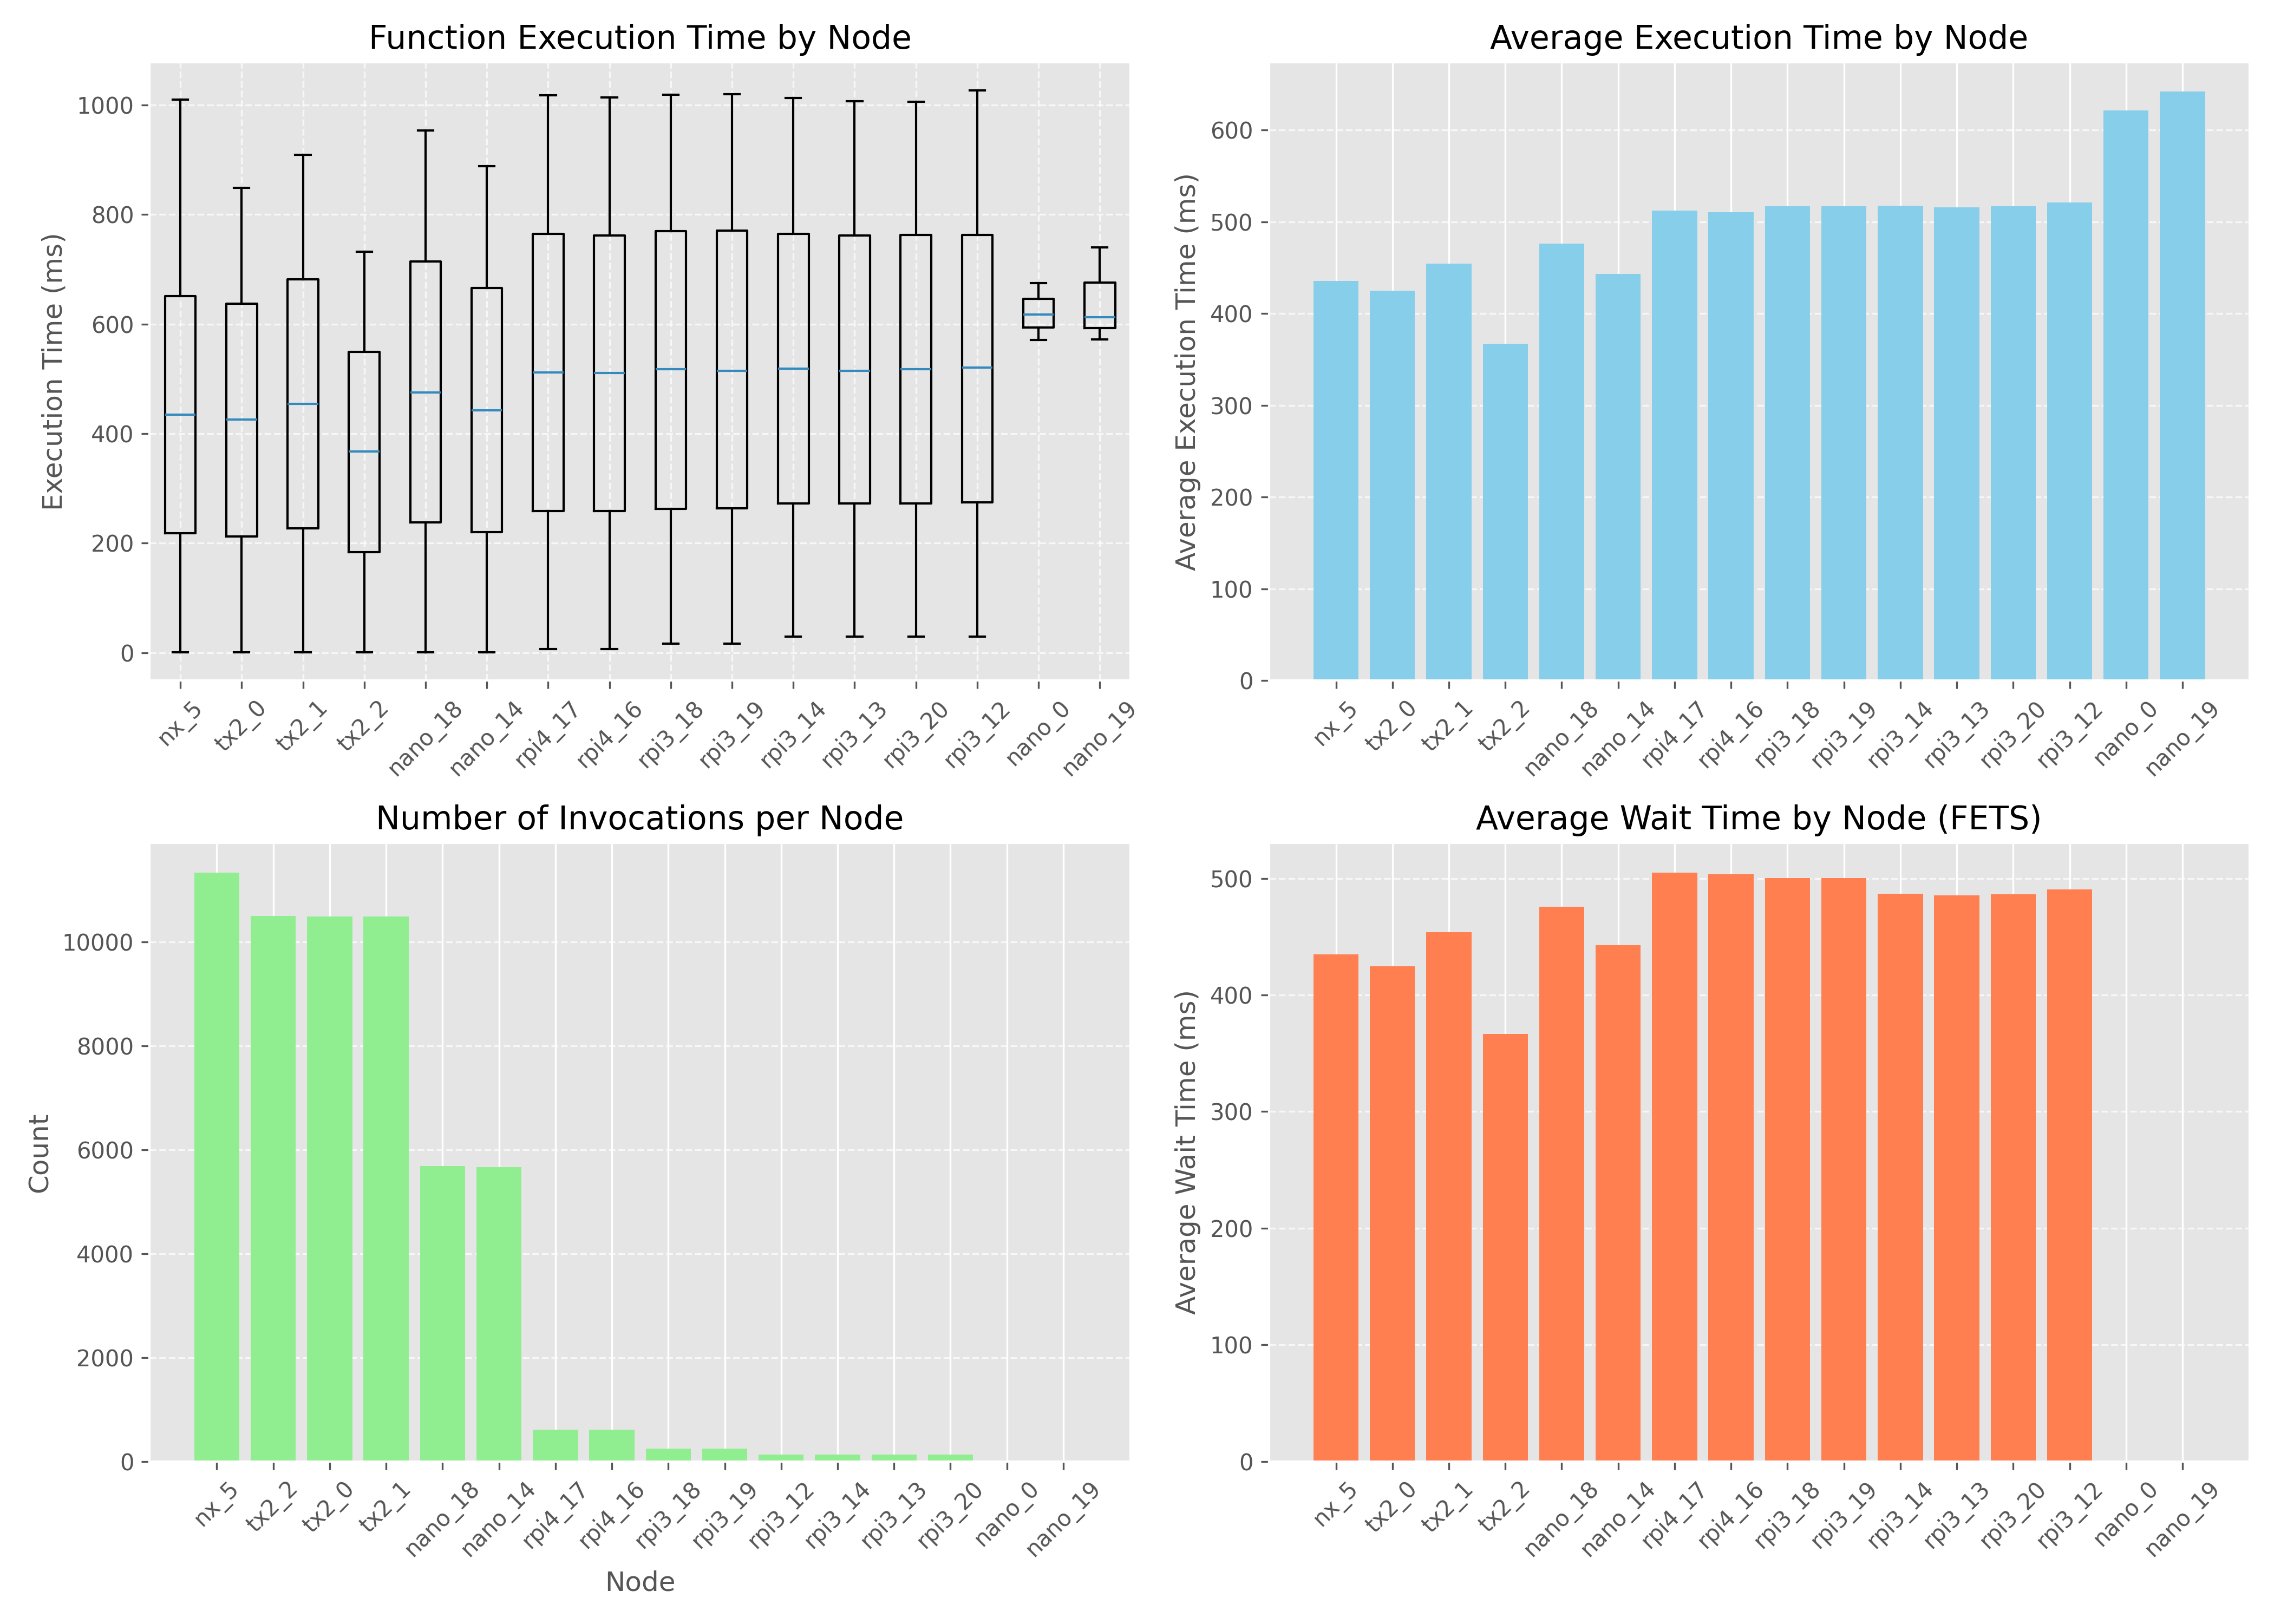 Function Execution Time by Node
Execution Time (ms)
1000
800
600
400
200
0
nx_5
tx2_0
tx2_1
tx2_2
nano_18
nano_14
rpi4_17
rpi4_16
rpi3_18
rpi3_19
rpi3_14
rpi3_13
rpi3_20
rpi3_12
nano_0
nano_19
Average Execution Time by Node
Average Execution Time (ms)
600
500
400
300
200
100
0
nx_5
tx2_0
tx2_1
tx2_2
nano_18
nano_14
rpi4_17
rpi4_16
rpi3_18
rpi3_19
rpi3_14
rpi3_13
rpi3_20
rpi3_12
nano_0
nano_19
Number of Invocations per Node
Count
10000
8000
6000
4000
2000
0
nx_5
tx2_2
tx2_0
tx2_1
nano_18
nano_14
rpi4_17
rpi4_16
rpi3_18
rpi3_19
rpi3_12
rpi3_14
rpi3_13
rpi3_20
nano_0
nano_19
Node
Average Wait Time by Node (FETS)
Average Wait Time (ms)
500
400
300
200
100
0
nx_5
tx2_0
tx2_1
tx2_2
nano_18
nano_14
rpi4_17
rpi4_16
rpi3_18
rpi3_19
rpi3_14
rpi3_13
rpi3_20
rpi3_12
nano_0
nano_19